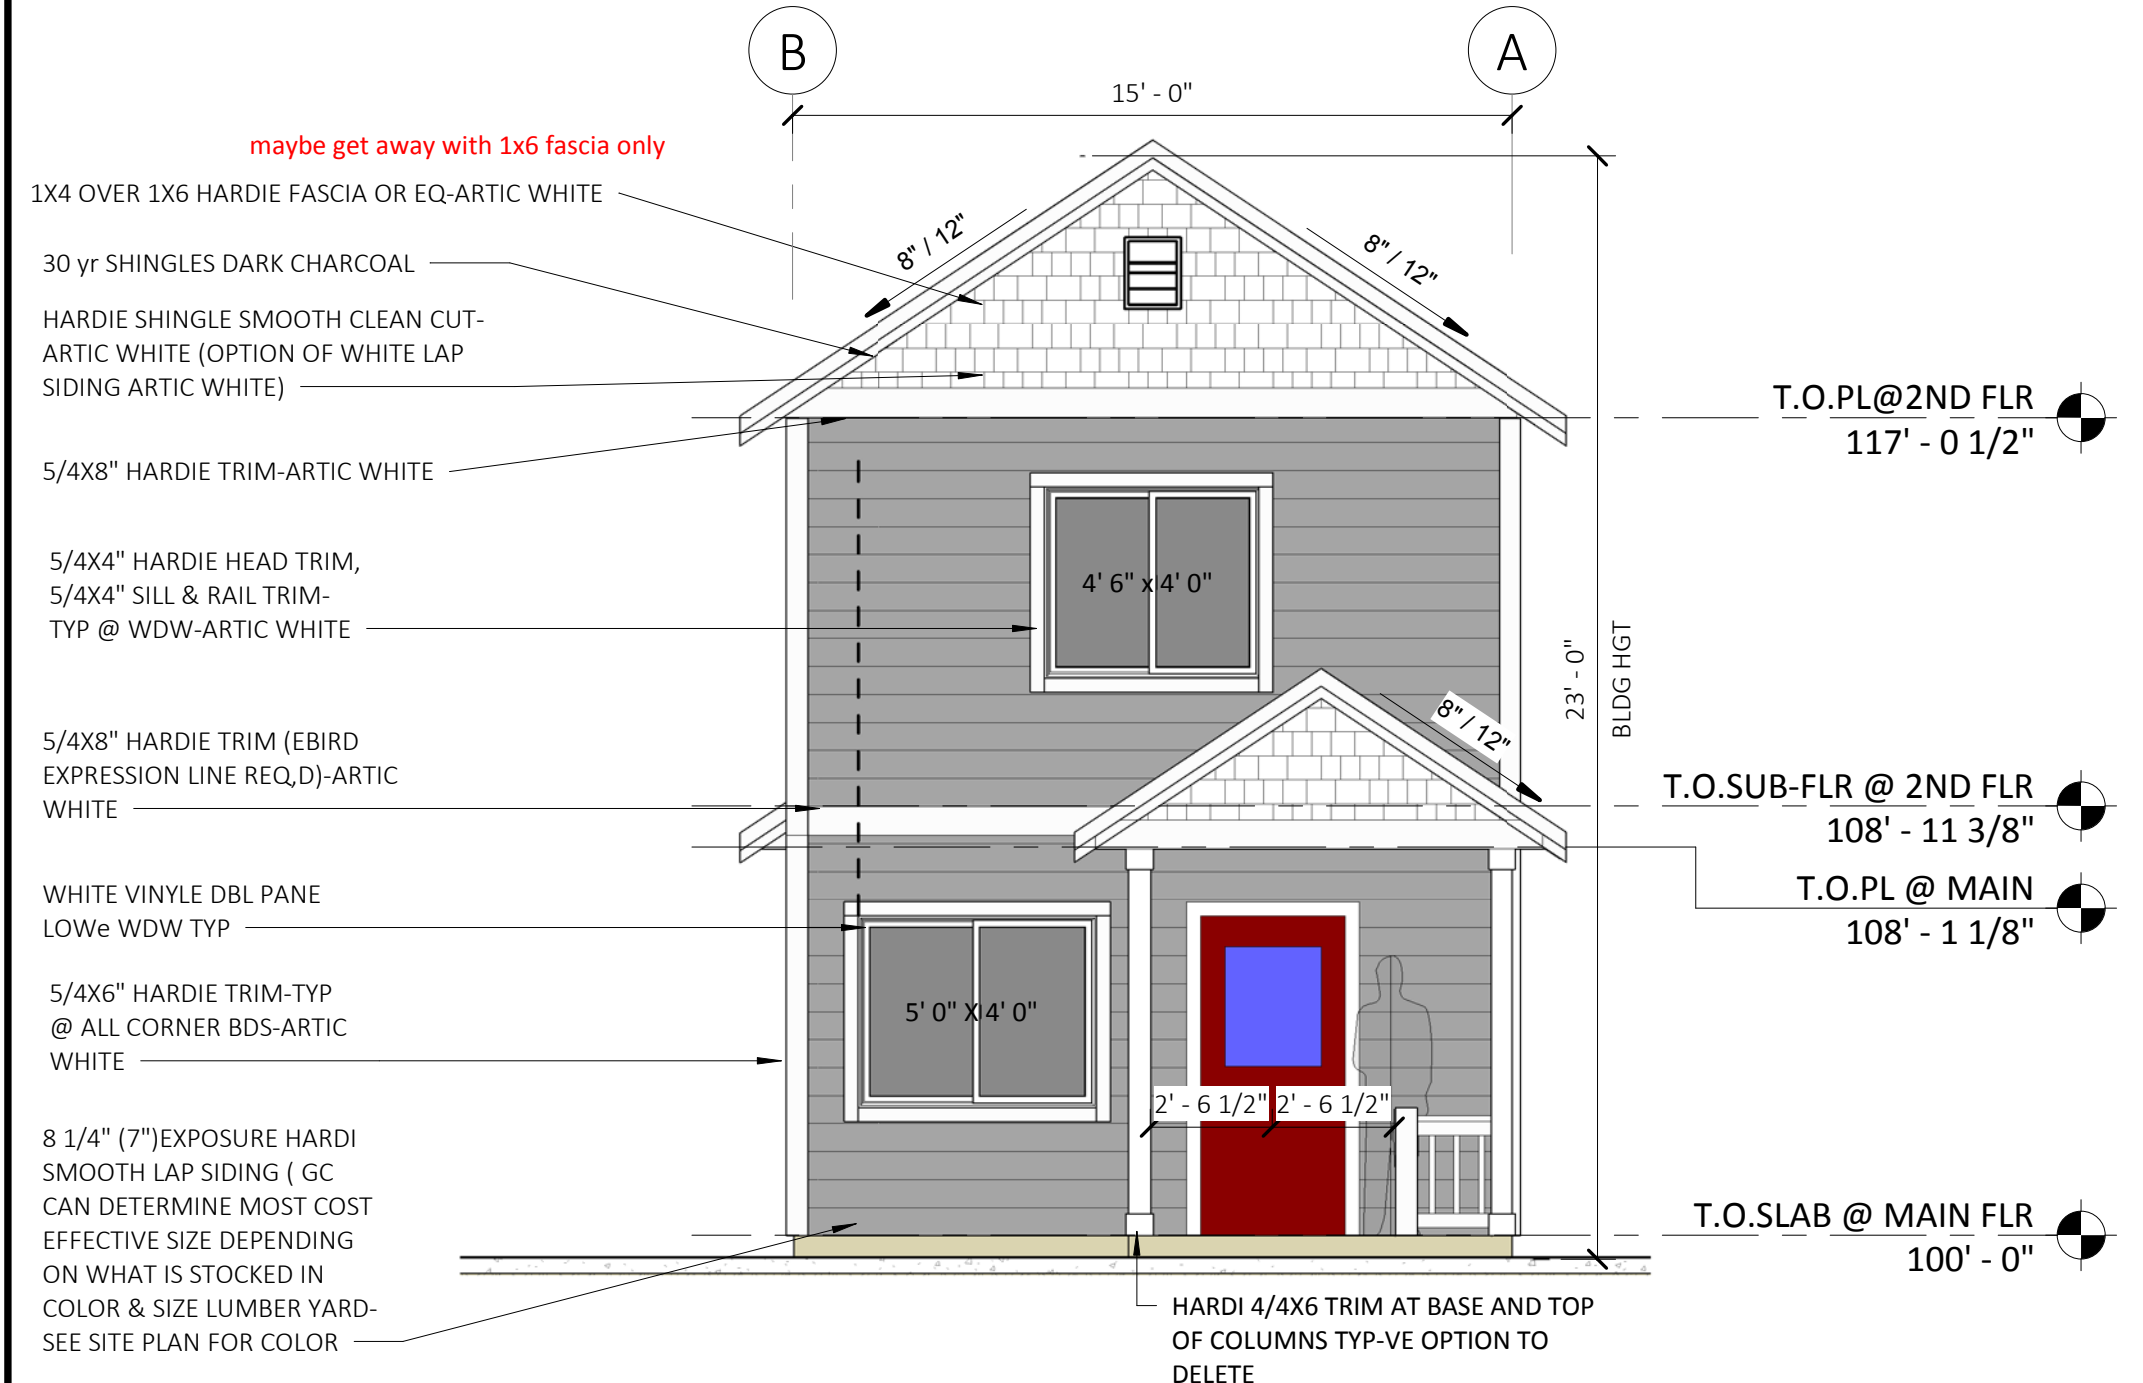 B
A
15' - 0"
maybe get away with 1x6 fascia only
1X4 OVER 1X6 HARDIE FASCIA OR EQ-ARTIC WHITE
30 yr SHINGLES DARK CHARCOAL
HARDIE SHINGLE SMOOTH CLEAN CUT-
ARTIC WHITE (OPTION OF WHITE LAP
SIDING ARTIC WHITE)
5/4X8" HARDIE TRIM-ARTIC WHITE
5/4X4" HARDIE HEAD TRIM,
5/4X4" SILL & RAIL TRIM-
TYP @ WDW-ARTIC WHITE
5/4X8" HARDIE TRIM (EBIRD
EXPRESSION LINE REQ,D)-ARTIC
WHITE
WHITE VINYLE DBL PANE
LOWe WDW TYP
5/4X6" HARDIE TRIM-TYP
@ ALL CORNER BDS-ARTIC
WHITE
8 1/4" (7")EXPOSURE HARDI
SMOOTH LAP SIDING ( GC
CAN DETERMINE MOST COST
EFFECTIVE SIZE DEPENDING
ON WHAT IS STOCKED IN
COLOR & SIZE LUMBER YARD-
SEE SITE PLAN FOR COLOR
8" / 12"
8" / 12"
4' 6" x 4' 0"
8" / 12"
5' 0" X 4' 0"
2' - 6 1/2"
2' - 6 1/2"
23' - 0"
BLDG HGT
T.O.PL@2ND FLR
117' - 0 1/2"
T.O.SUB-FLR @ 2ND FLR
108' - 11 3/8"
T.O.PL @ MAIN
108' - 1 1/8"
T.O.SLAB @ MAIN FLR
100' - 0"
HARDI 4/4X6 TRIM AT BASE AND TOP
OF COLUMNS TYP-VE OPTION TO
DELETE